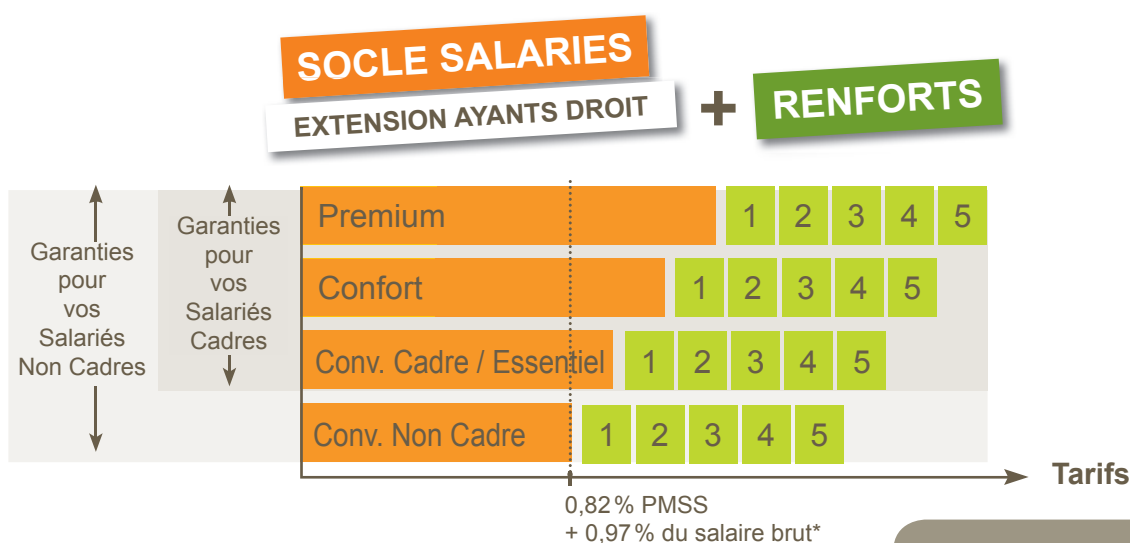 SOCLE SALARIES
EXTENSION AYANTS DROIT
+
RENFORTS
Garanties
pour
vos
Salariés
Non Cadres
Garanties
pour
vos
Salariés
Cadres
Premium
1 2 3 4 5
Confort
1 2 3 4 5
Conv. Cadre / Essentiel
1 2 3 4 5
Conv. Non Cadre
1 2 3 4 5
Tarifs
0,82 % PMSS
+ 0,97 % du salaire brut*